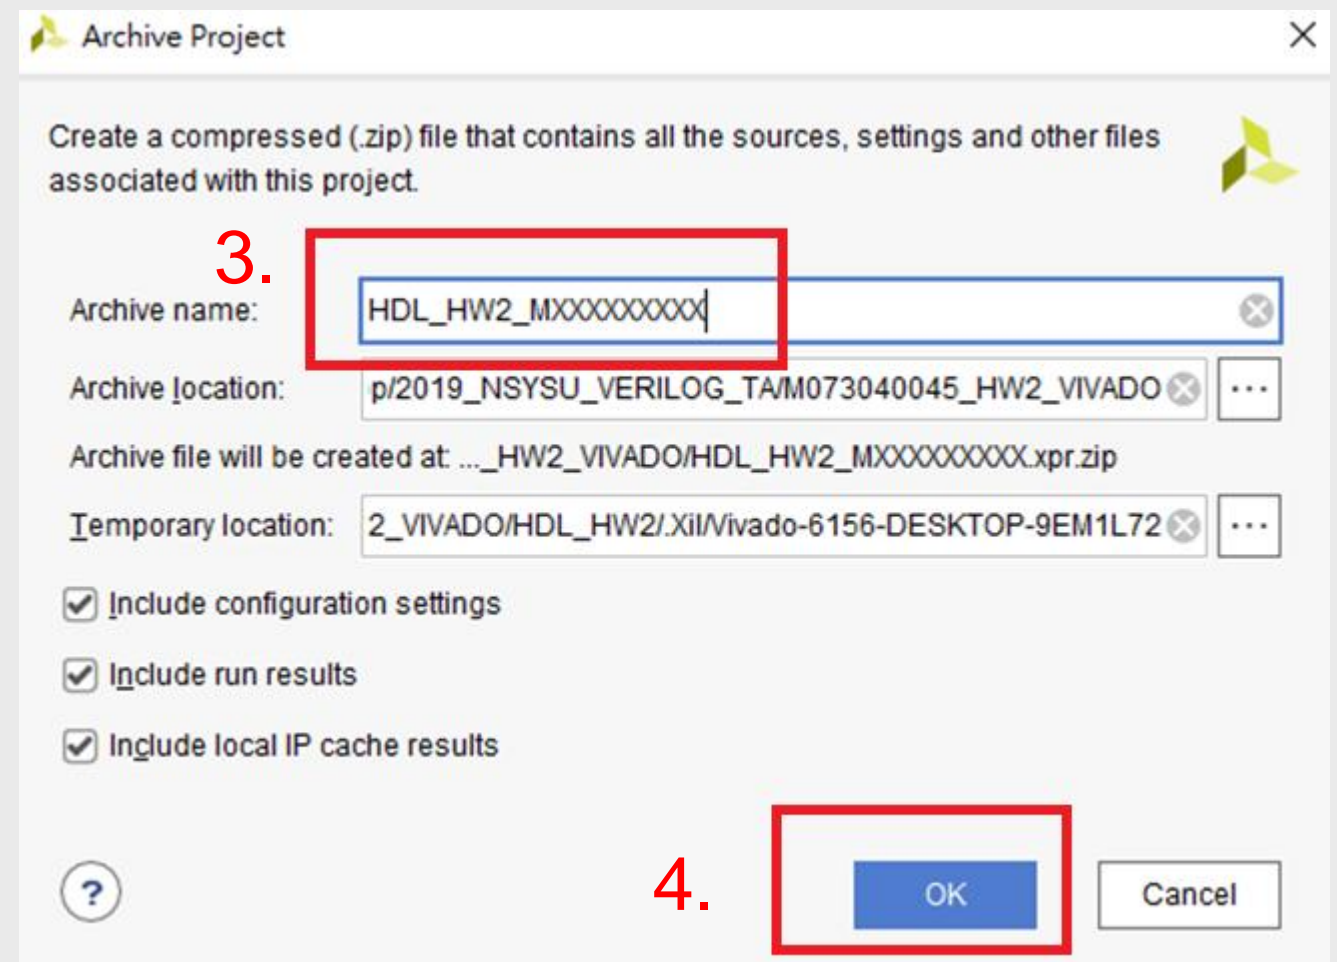 Archive Project
Create a compressed (.zip) file that contains all the sources, settings and other files
associated with this project.
3.
Archive name: HDL_HW2_MXXXXXXXXX
Archive location: p/2019_NSYSU_VERILOG_TA/M073040045_HW2_VIVADO ...
Archive file will be created at: ..._HW2_VIVADO/HDL_HW2_MXXXXXXXXX.xpr.zip
Temporary location: 2_VIVADO/HDL_HW2/.Xil/Vivado-6156-DESKTOP-9EM1L72 ...
Include configuration settings
Include run results
Include local IP cache results
? 4. OK Cancel